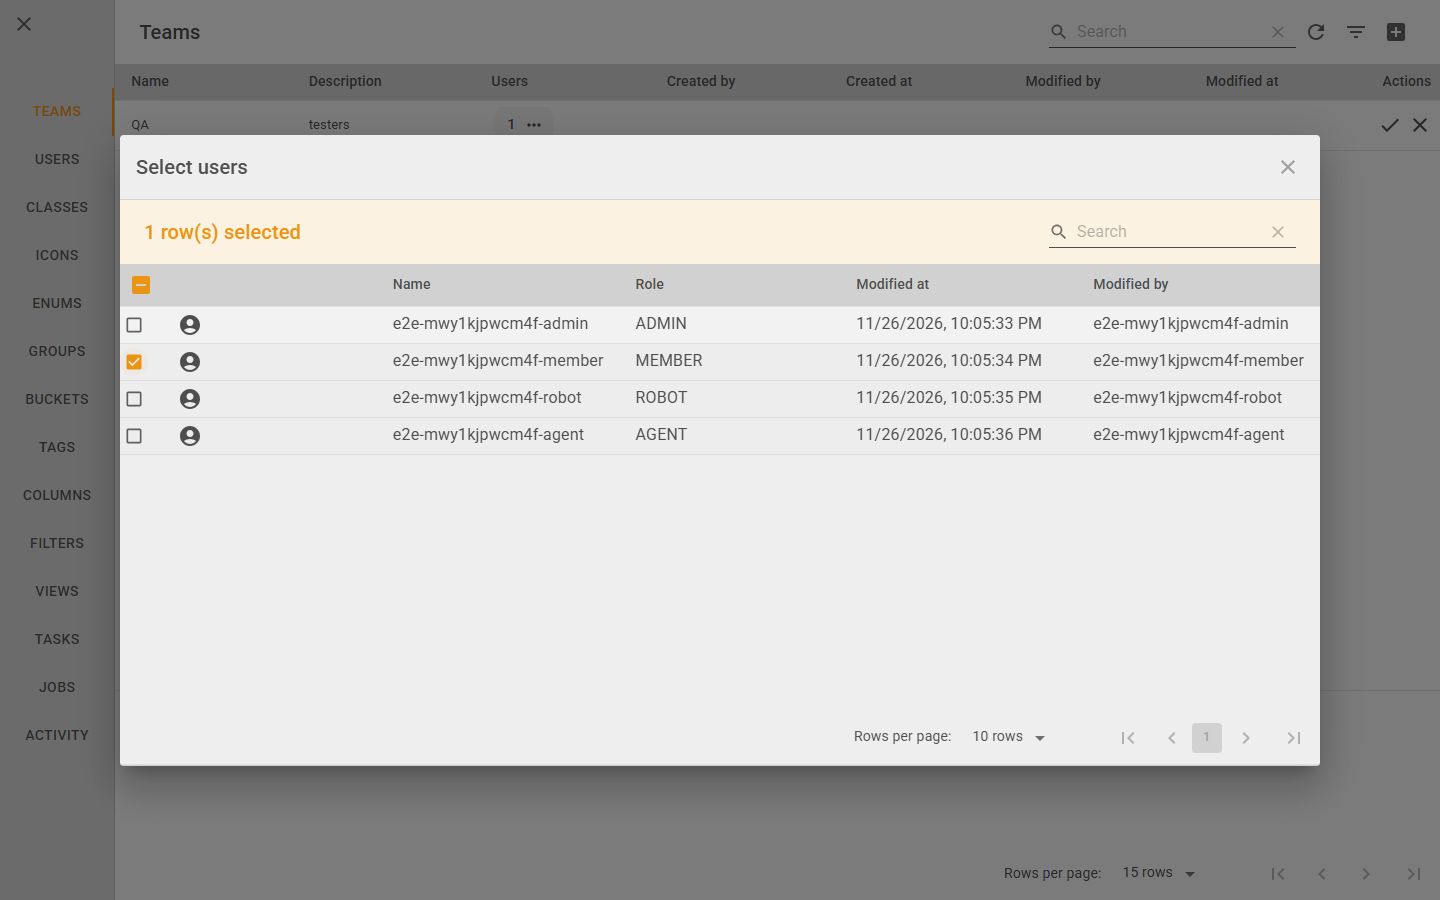 Teams
Search
Name Description Users Created by Created at Modified by Modified at Actions
QA testers 1
TEAMS
USERS
CLASSES
ICONS
ENUMS
GROUPS
BUCKETS
TAGS
COLUMNS
FILTERS
VIEWS
TASKS
JOBS
ACTIVITY
Select users
1 row(s) selected
Search
Name Role Modified at Modified by
e2e-mwy1kjpwcm4f-admin ADMIN 11/26/2026, 10:05:33 PM e2e-mwy1kjpwcm4f-admin
e2e-mwy1kjpwcm4f-member MEMBER 11/26/2026, 10:05:34 PM e2e-mwy1kjpwcm4f-member
e2e-mwy1kjpwcm4f-robot ROBOT 11/26/2026, 10:05:35 PM e2e-mwy1kjpwcm4f-robot
e2e-mwy1kjpwcm4f-agent AGENT 11/26/2026, 10:05:36 PM e2e-mwy1kjpwcm4f-agent
Rows per page: 10 rows 1
Rows per page: 15 rows